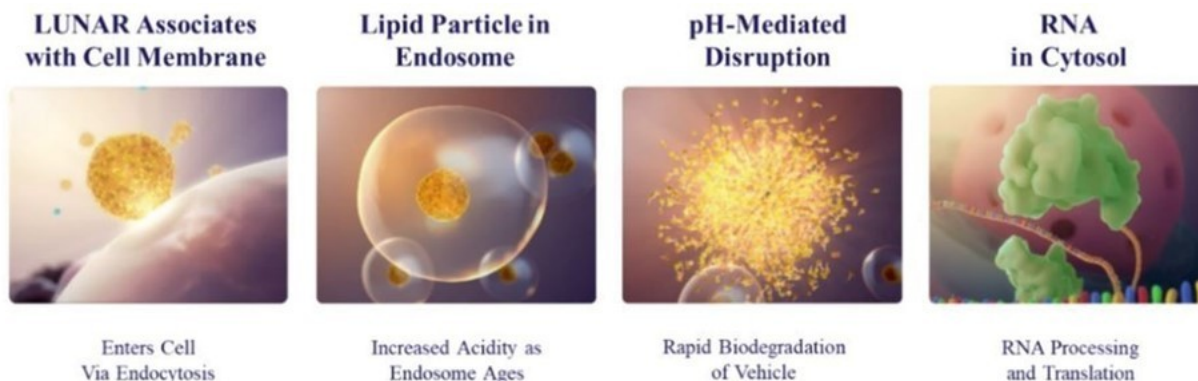 LUNAR Associates
with Cell Membrane
Lipid Particle in
Endosome
pH-Mediated
Disruption
RNA
in Cytosol
Enters Cell
Via Endocytosis
Increased Acidity as
Endosome Ages
Rapid Biodegradation
of Vehicle
RNA Processing
and Translation